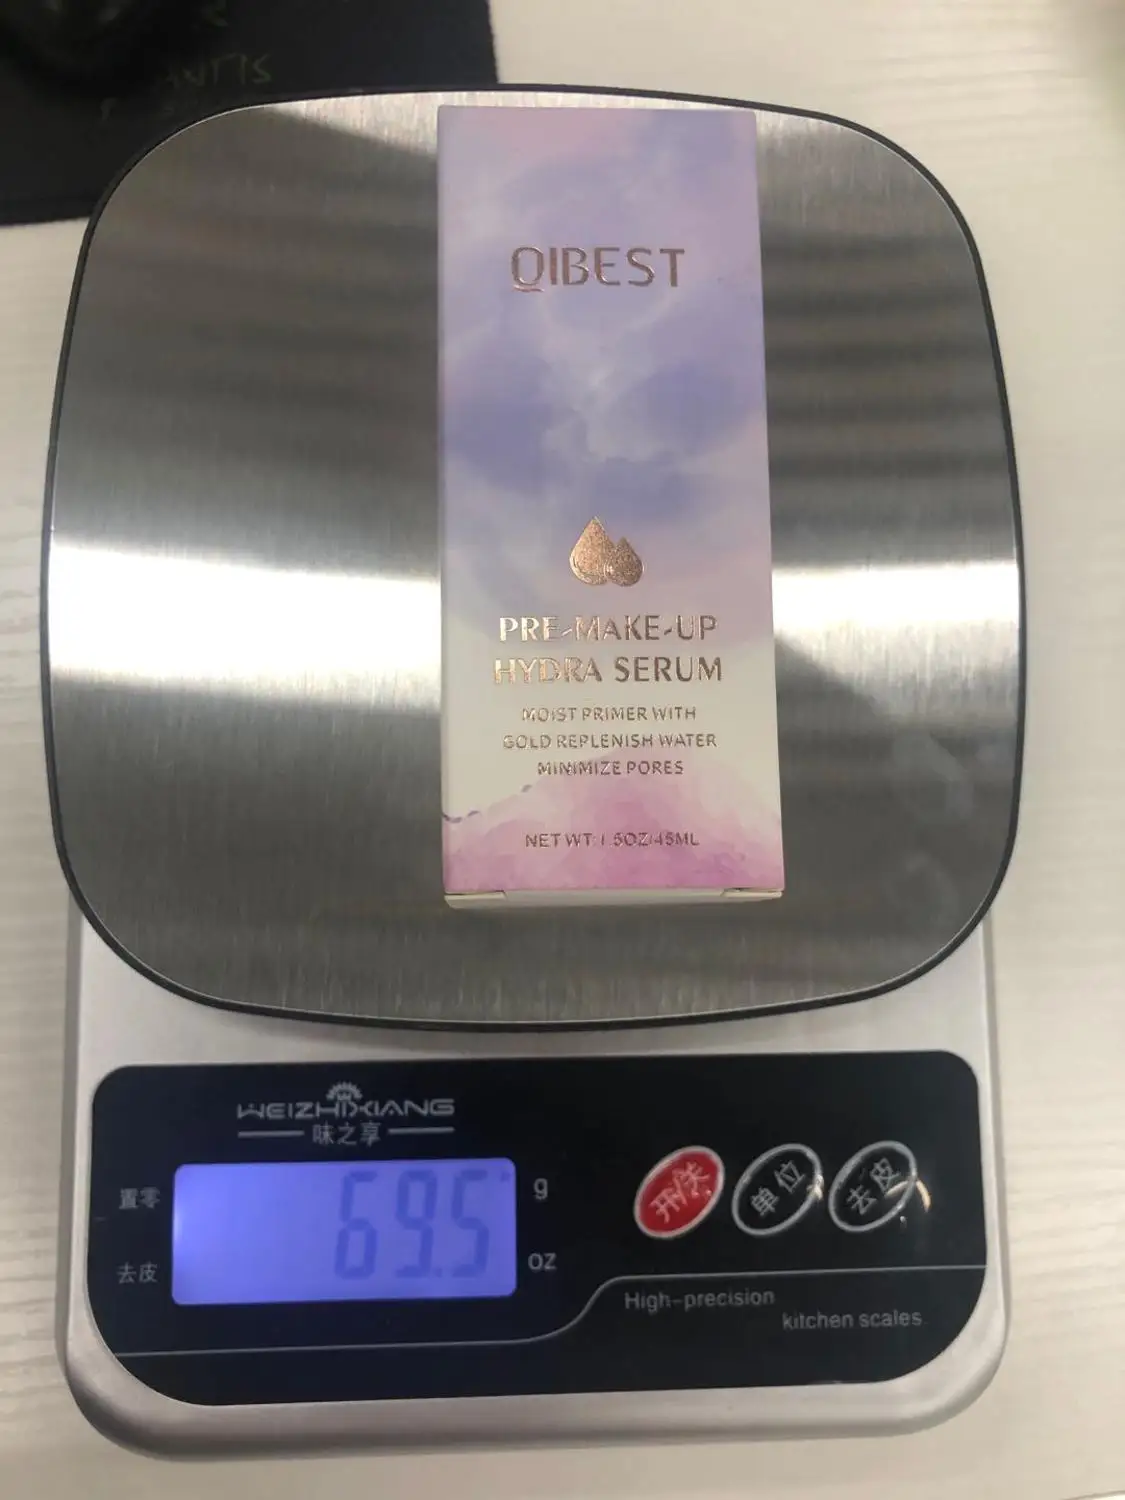 QIBEST
PRE-MAKE-UP
HYDRA SERUM
MOIST PRIMER WITH
GOLD REPLENISH WATER
MINIMIZE PORES
NET WT: 1.5OZ/45ML
WEIZHIXIANG
味之享
置零
去皮
69.5
g
oz
开/关
单位
去皮
High-precision
kitchen scales